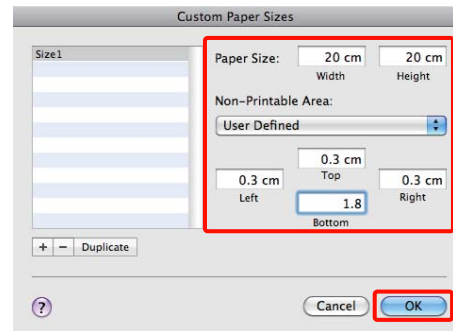 Custom Paper Sizes
Size1
Paper Size: 20 cm 20 cm
Width Height
Non-Printable Area:
User Defined
0.3 cm
Top
0.3 cm 0.3 cm
Left Right
1.8
Bottom
+ − Duplicate
? Cancel OK